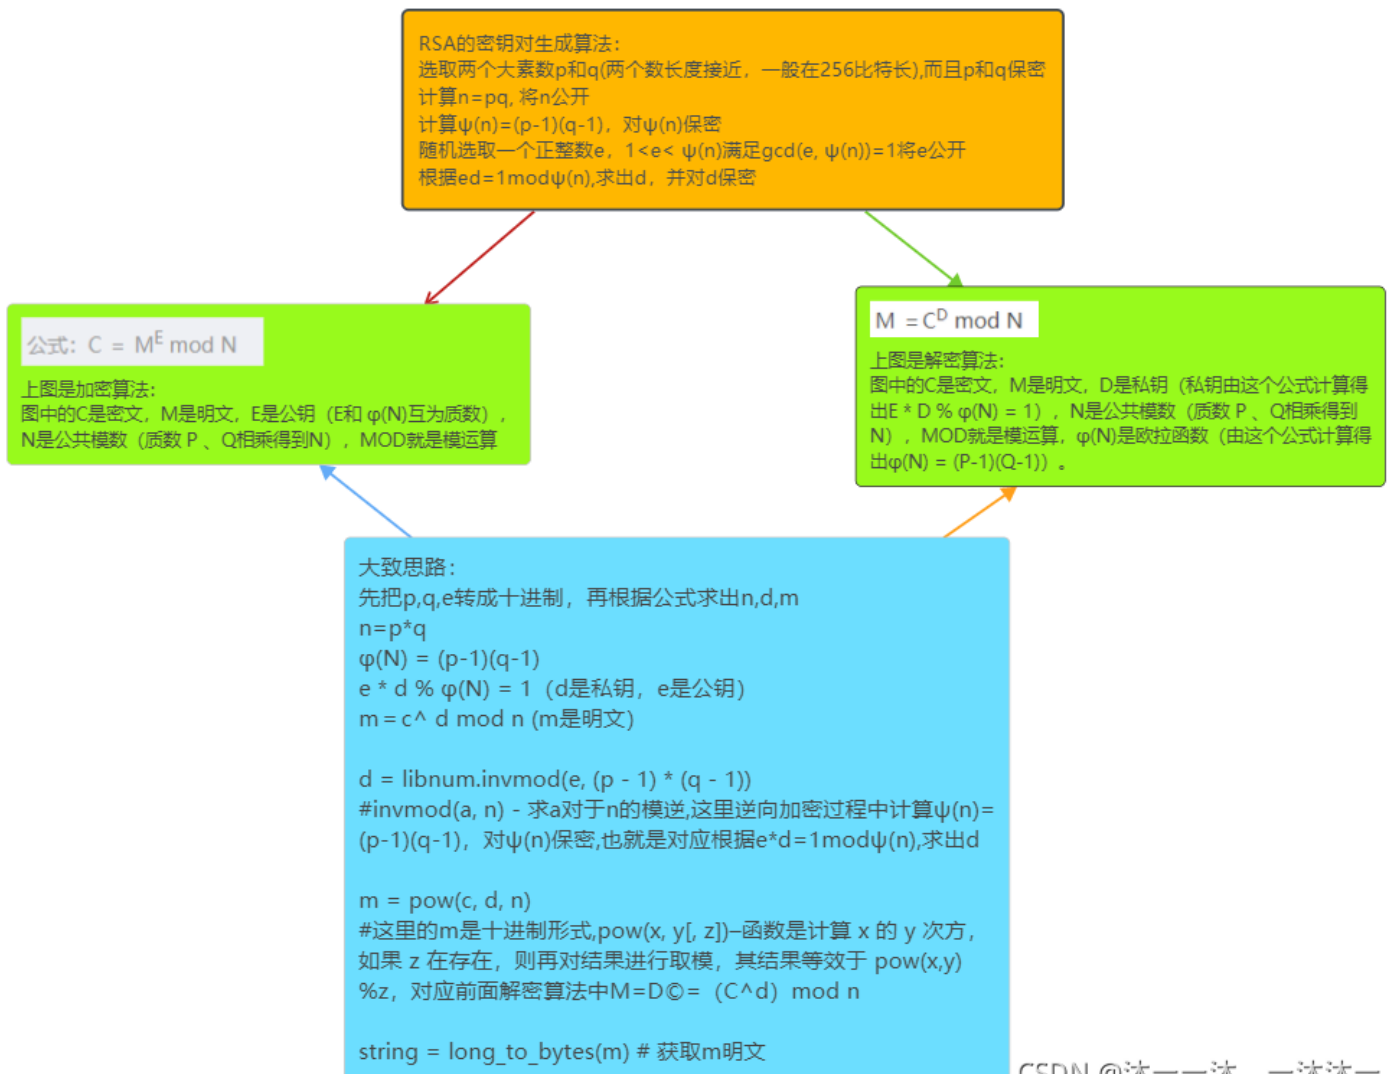 RSA的密钥对生成算法：
选取两个大素数p和q(两个数长度接近，一般在256比特长),而且p和q保密
计算n=pq, 将n公开
计算ψ(n)=(p-1)(q-1)，对ψ(n)保密
随机选取一个正整数e，1<e< ψ(n)满足gcd(e, ψ(n))=1将e公开
根据ed=1modψ(n),求出d，并对d保密
公式：C = M^E mod N
上图是加密算法：
图中的C是密文，M是明文，E是公钥（E和 φ(N)互为质数），
N是公共模数（质数 P 、Q相乘得到N），MOD就是模运算
M =C^D mod N
上图是解密算法：
图中的C是密文，M是明文，D是私钥（私钥由这个公式计算得
出E * D % φ(N) = 1），N是公共模数（质数 P 、Q相乘得到
N），MOD就是模运算，φ(N)是欧拉函数（由这个公式计算得
出φ(N) = (P-1)(Q-1)）。
大致思路：
先把p,q,e转成十进制，再根据公式求出n,d,m
n=p*q
φ(N) = (p-1)(q-1)
e * d % φ(N) = 1（d是私钥，e是公钥）
m＝c^ d mod n (m是明文)
d = libnum.invmod(e, (p - 1) * (q - 1))
#invmod(a, n) - 求a对于n的模逆,这里逆向加密过程中计算ψ(n)=
(p-1)(q-1)，对ψ(n)保密,也就是对应根据e*d=1modψ(n),求出d
m = pow(c, d, n)
#这里的m是十进制形式,pow(x, y[, z])–函数是计算 x 的 y 次方，
如果 z 在存在，则再对结果进行取模，其结果等效于 pow(x,y)
%z，对应前面解密算法中M=D©=（C^d）mod n
string = long_to_bytes(m) # 获取m明文
CSDN @沐一一沐